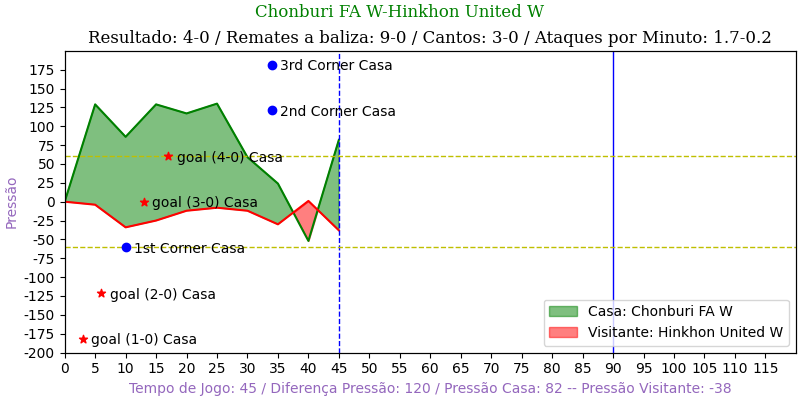 Chonburi FA W-Hinkhon United W
Resultado: 4-0 / Remates a baliza: 9-0 / Cantos: 3-0 / Ataques por Minuto: 1.7-0.2
Pressão
175
150
125
100
75
50
25
0
-25
-50
-75
-100
-125
-150
-175
-200
3rd Corner Casa
2nd Corner Casa
goal (4-0) Casa
goal (3-0) Casa
1st Corner Casa
goal (2-0) Casa
goal (1-0) Casa
Casa: Chonburi FA W
Visitante: Hinkhon United W
0 5 10 15 20 25 30 35 40 45 50 55 60 65 70 75 80 85 90 95 100 105 110 115
Tempo de Jogo: 45 / Diferença Pressão: 120 / Pressão Casa: 82 -- Pressão Visitante: -38